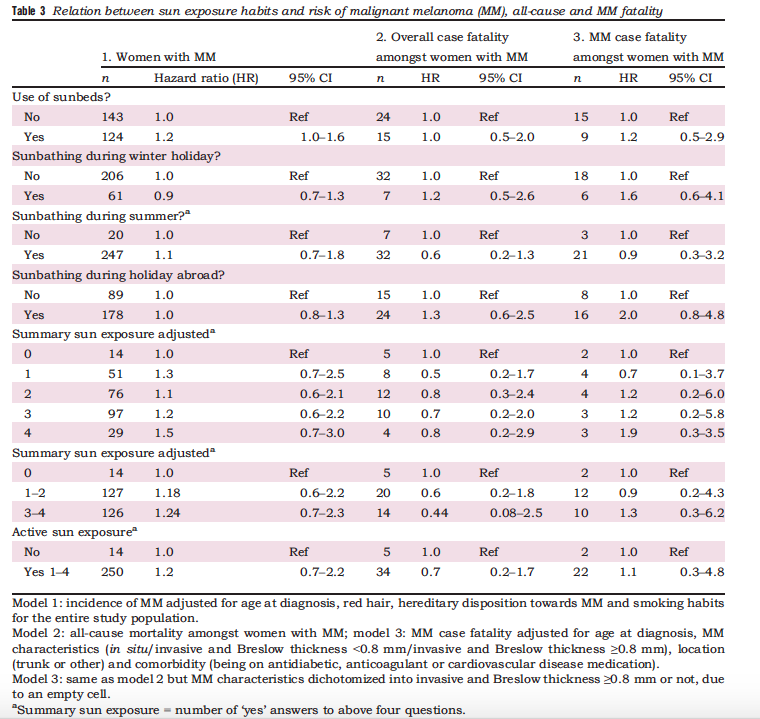 Table 3 Relation between sun exposure habits and risk of malignant melanoma (MM), all-cause and MM fatality
2. Overall case fatality 3. MM case fatality
1. Women with MM amongst women with MM amongst women with MM
n Hazard ratio (HR) 95% CI n HR 95% CI n HR 95% CI
Use of sunbeds?
No 143 1.0 Ref 24 1.0 Ref 15 1.0 Ref
Yes 124 1.2 1.0–1.6 15 1.0 0.5–2.0 9 1.2 0.5–2.9
Sunbathing during winter holiday?
No 206 1.0 Ref 32 1.0 Ref 18 1.0 Ref
Yes 61 0.9 0.7–1.3 7 1.2 0.5–2.6 6 1.6 0.6–4.1
Sunbathing during summer?ᵃ
No 20 1.0 Ref 7 1.0 Ref 3 1.0 Ref
Yes 247 1.1 0.7–1.8 32 0.6 0.2–1.3 21 0.9 0.3–3.2
Sunbathing during holiday abroad?
No 89 1.0 Ref 15 1.0 Ref 8 1.0 Ref
Yes 178 1.0 0.8–1.3 24 1.3 0.6–2.5 16 2.0 0.8–4.8
Summary sun exposure adjustedᵃ
0 14 1.0 Ref 5 1.0 Ref 2 1.0 Ref
1 51 1.3 0.7–2.5 8 0.5 0.2–1.7 4 0.7 0.1–3.7
2 76 1.1 0.6–2.1 12 0.8 0.3–2.4 4 1.2 0.2–6.0
3 97 1.2 0.6–2.2 10 0.7 0.2–2.0 3 1.2 0.2–5.8
4 29 1.5 0.7–3.0 4 0.8 0.2–2.9 3 1.9 0.3–3.5
Summary sun exposure adjustedᵃ
0 14 1.0 Ref 5 1.0 Ref 2 1.0 Ref
1–2 127 1.18 0.6–2.2 20 0.6 0.2–1.8 12 0.9 0.2–4.3
3–4 126 1.24 0.7–2.3 14 0.44 0.08–2.5 10 1.3 0.3–6.2
Active sun exposureᵃ
No 14 1.0 Ref 5 1.0 Ref 2 1.0 Ref
Yes 1–4 250 1.2 0.7–2.2 34 0.7 0.2–1.7 22 1.1 0.3–4.8
Model 1: incidence of MM adjusted for age at diagnosis, red hair, hereditary disposition towards MM and smoking habits
for the entire study population.
Model 2: all-cause mortality amongst women with MM; model 3: MM case fatality adjusted for age at diagnosis, MM
characteristics (in situ/invasive and Breslow thickness <0.8 mm/invasive and Breslow thickness ≥0.8 mm), location
(trunk or other) and comorbidity (being on antidiabetic, anticoagulant or cardiovascular disease medication).
Model 3: same as model 2 but MM characteristics dichotomized into invasive and Breslow thickness ≥0.8 mm or not, due
to an empty cell.
ᵃSummary sun exposure = number of 'yes' answers to above four questions.